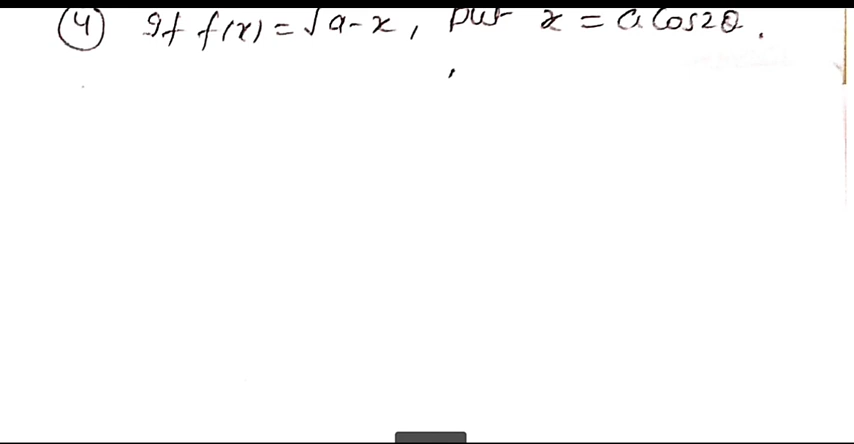 (4) If f(x) = √a-x, put x = a cos2θ.
,